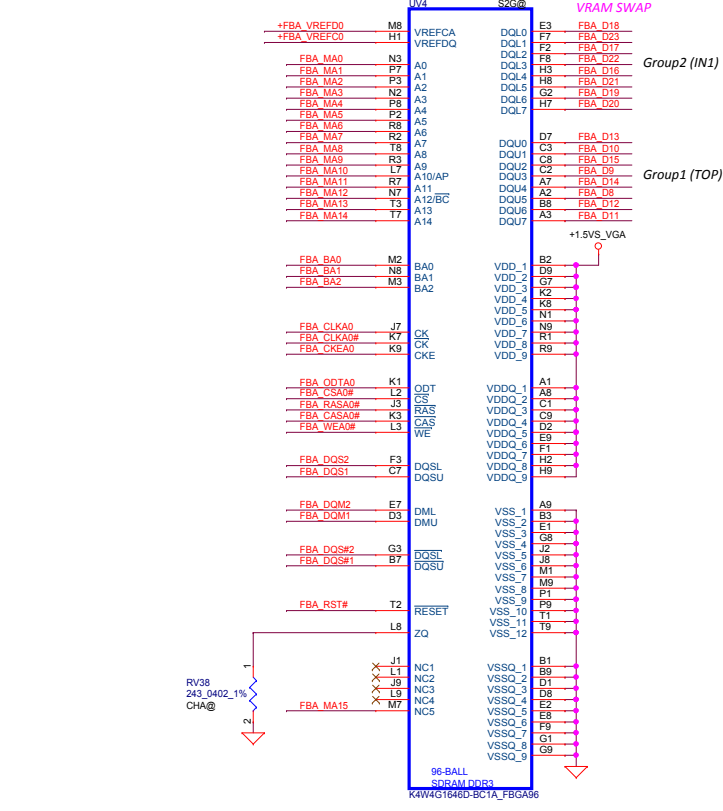 UV4 S2G@ VRAM SWAP
+FBA_VREFD0 M8 VREFCA DQL0 E3 FBA_D18
+FBA_VREFC0 H1 VREFDQ DQL1 F7 FBA_D23
DQL2 F2 FBA_D17
FBA_MA0 N3 A0 DQL3 F8 FBA_D22 Group2 (IN1)
FBA_MA1 P7 A1 DQL4 H3 FBA_D16
FBA_MA2 P3 A2 DQL5 H8 FBA_D21
FBA_MA3 N2 A3 DQL6 G2 FBA_D19
FBA_MA4 P8 A4 DQL7 H7 FBA_D20
FBA_MA5 P2 A5
FBA_MA6 R8 A6
FBA_MA7 R2 A7 DQU0 D7 FBA_D13
FBA_MA8 T8 A8 DQU1 C3 FBA_D10
FBA_MA9 R3 A9 DQU2 C8 FBA_D15
FBA_MA10 L7 A10/AP DQU3 C2 FBA_D9 Group1 (TOP)
FBA_MA11 R7 A11 DQU4 A7 FBA_D14
FBA_MA12 N7 A12/BC DQU5 A2 FBA_D8
FBA_MA13 T3 A13 DQU6 B8 FBA_D12
FBA_MA14 T7 A14 DQU7 A3 FBA_D11
+1.5VS_VGA
FBA_BA0 M2 BA0 VDD_1 B2
FBA_BA1 N8 BA1 VDD_2 D9
FBA_BA2 M3 BA2 VDD_3 G7
VDD_4 K2
VDD_5 K8
VDD_6 N1
FBA_CLKA0 J7 CK VDD_7 N9
FBA_CLKA0# K7 CK VDD_8 R1
FBA_CKEA0 K9 CKE VDD_9 R9
FBA_ODTA0 K1 ODT VDDQ_1 A1
FBA_CSA0# L2 CS VDDQ_2 A8
FBA_RASA0# J3 RAS VDDQ_3 C1
FBA_CASA0# K3 CAS VDDQ_4 C9
FBA_WEA0# L3 WE VDDQ_5 D2
VDDQ_6 E9
VDDQ_7 F1
FBA_DQS2 F3 DQSL VDDQ_8 H2
FBA_DQS1 C7 DQSU VDDQ_9 H9
FBA_DQM2 E7 DML VSS_1 A9
FBA_DQM1 D3 DMU VSS_2 B3
VSS_3 E1
VSS_4 G8
FBA_DQS#2 G3 DQSL VSS_5 J2
FBA_DQS#1 B7 DQSU VSS_6 J8
VSS_7 M1
VSS_8 M9
VSS_9 P1
FBA_RST# T2 RESET VSS_10 P9
VSS_11 T1
L8 ZQ VSS_12 T9
J1 NC1 VSSQ_1 B1
1 L1 NC2 VSSQ_2 B9
RV38 J9 NC3 VSSQ_3 D1
243_0402_1% L9 NC4 VSSQ_4 D8
CHA@ FBA_MA15 M7 NC5 VSSQ_5 E2
2 VSSQ_6 E8
VSSQ_7 F9
VSSQ_8 G1
VSSQ_9 G9
96-BALL
SDRAM DDR3
K4W4G1646D-BC1A_FBGA96